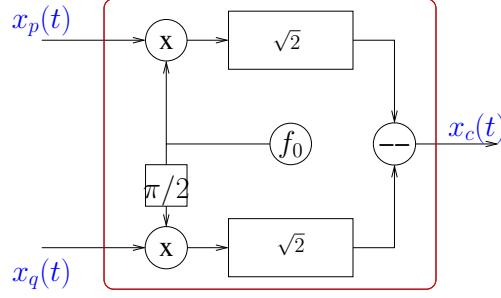 x_p(t)
x
√2
f_0
--
x_c(t)
π/2
x
√2
x_q(t)